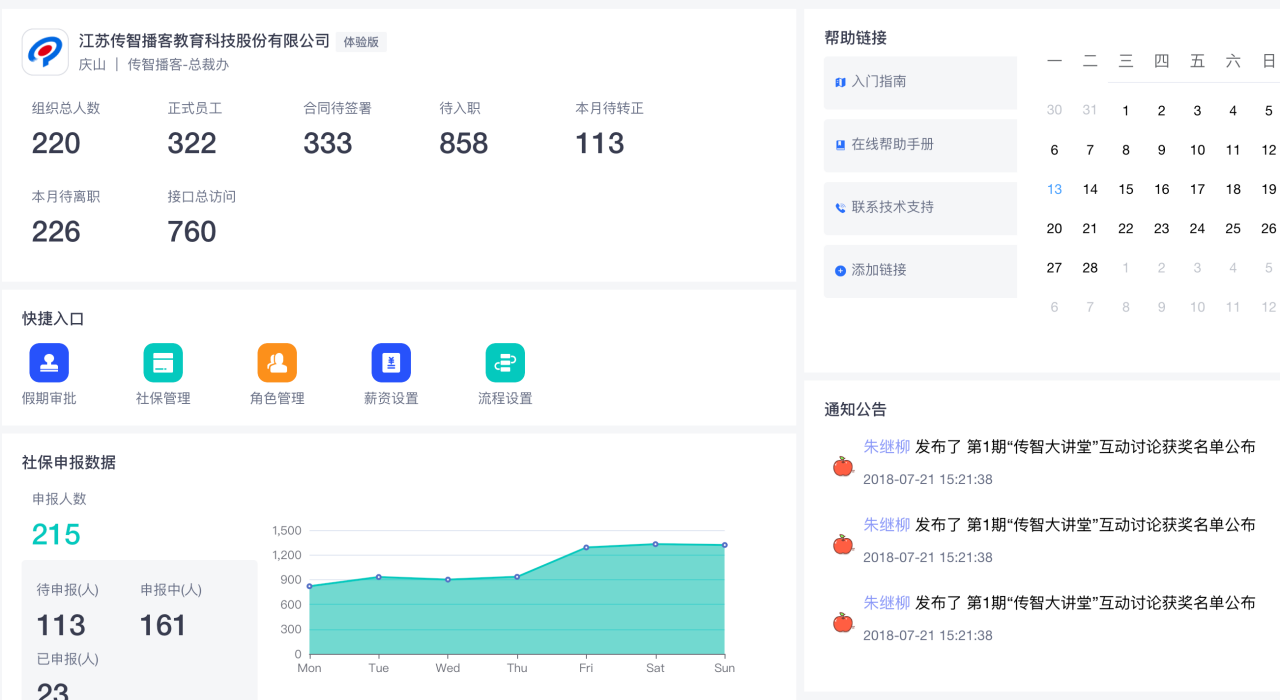 江苏传智播客教育科技股份有限公司 体验版
庆山 | 传智播客-总裁办
组织总人数 正式员工 合同待签署 待入职 本月待转正
220 322 333 858 113
本月待离职 接口总访问
226 760
快捷入口
假期审批 社保管理 角色管理 薪资设置 流程设置
社保申报数据
申报人数
215
待申报(人) 申报中(人)
113 161
已申报(人)
23
1,500
1,200
900
600
300
0
Mon Tue Wed Thu Fri Sat Sun
帮助链接
入门指南
在线帮助手册
联系技术支持
添加链接
一 二 三 四 五 六 日
30 31 1 2 3 4 5
6 7 8 9 10 11 12
13 14 15 16 17 18 19
20 21 22 23 24 25 26
27 28 1 2 3 4 5
6 7 8 9 10 11 12
通知公告
朱继柳 发布了 第1期“传智大讲堂”互动讨论获奖名单公布
2018-07-21 15:21:38
朱继柳 发布了 第1期“传智大讲堂”互动讨论获奖名单公布
2018-07-21 15:21:38
朱继柳 发布了 第1期“传智大讲堂”互动讨论获奖名单公布
2018-07-21 15:21:38